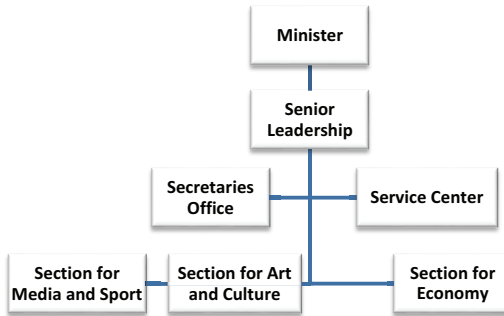 Minister
Senior
Leadership
Secretaries
Office
Service Center
Section for
Media and Sport
Section for Art
and Culture
Section for
Economy